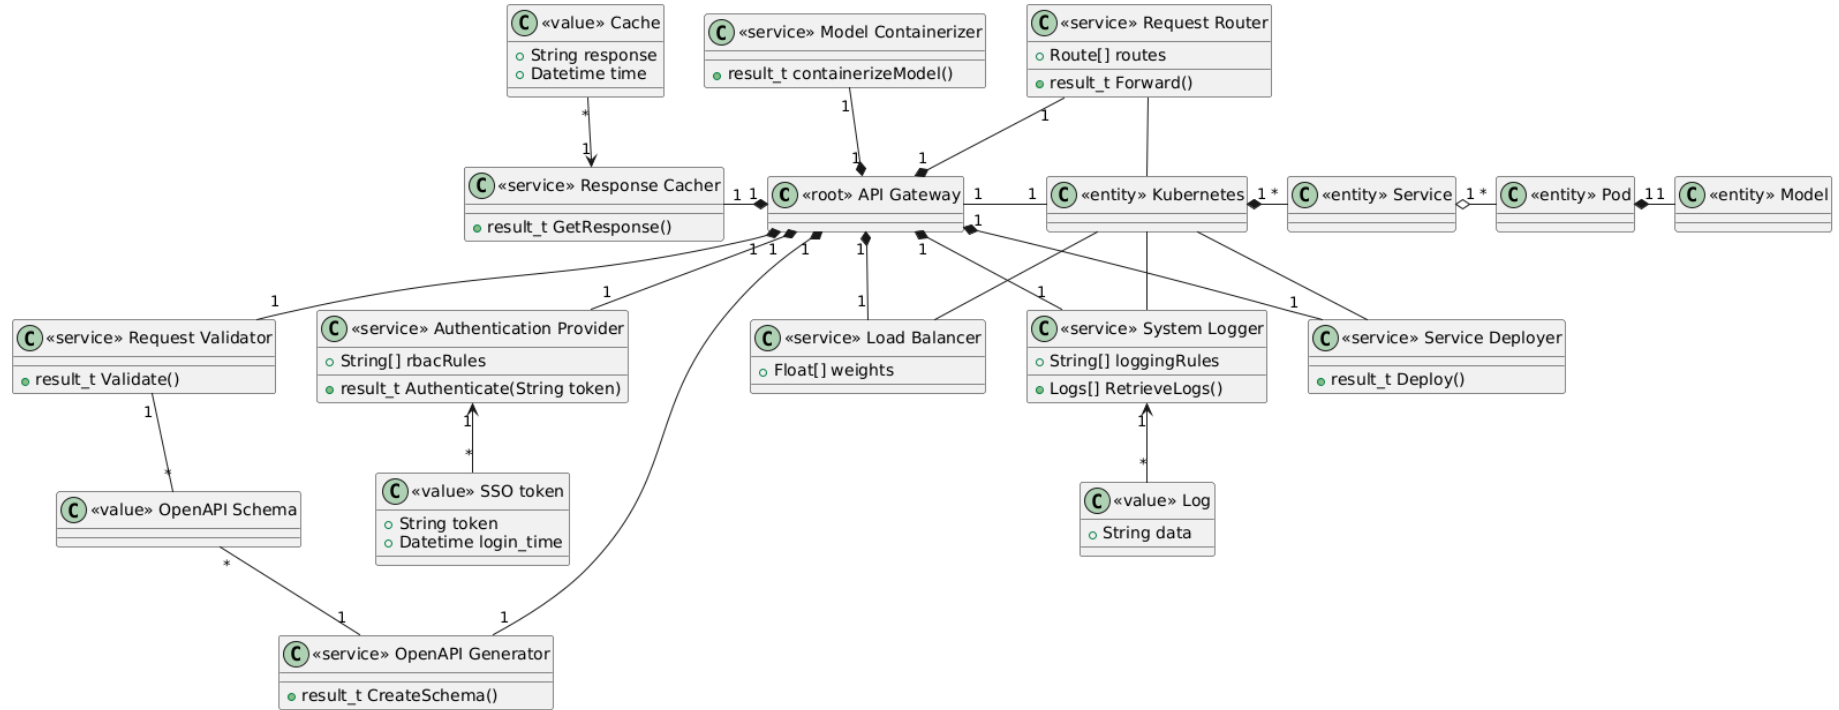 C «value» Cache
String response
Datetime time
C «service» Model Containerizer
result_t containerizeModel()
C «service» Request Router
Route[] routes
result_t Forward()
*
1
1
1
1
1
C «service» Response Cacher
result_t GetResponse()
1 1
C «root» API Gateway
1 1
C «entity» Kubernetes
1 *
C «entity» Service
1 *
C «entity» Pod
1 1
C «entity» Model
1
1
1
1
1
1
1
1
1
1
1
C «service» Request Validator
result_t Validate()
C «service» Authentication Provider
String[] rbacRules
result_t Authenticate(String token)
C «service» Load Balancer
Float[] weights
C «service» System Logger
String[] loggingRules
Logs[] RetrieveLogs()
C «service» Service Deployer
result_t Deploy()
1
*
1
*
1
*
C «value» OpenAPI Schema
C «value» SSO token
String token
Datetime login_time
C «value» Log
String data
*
1
1
C «service» OpenAPI Generator
result_t CreateSchema()